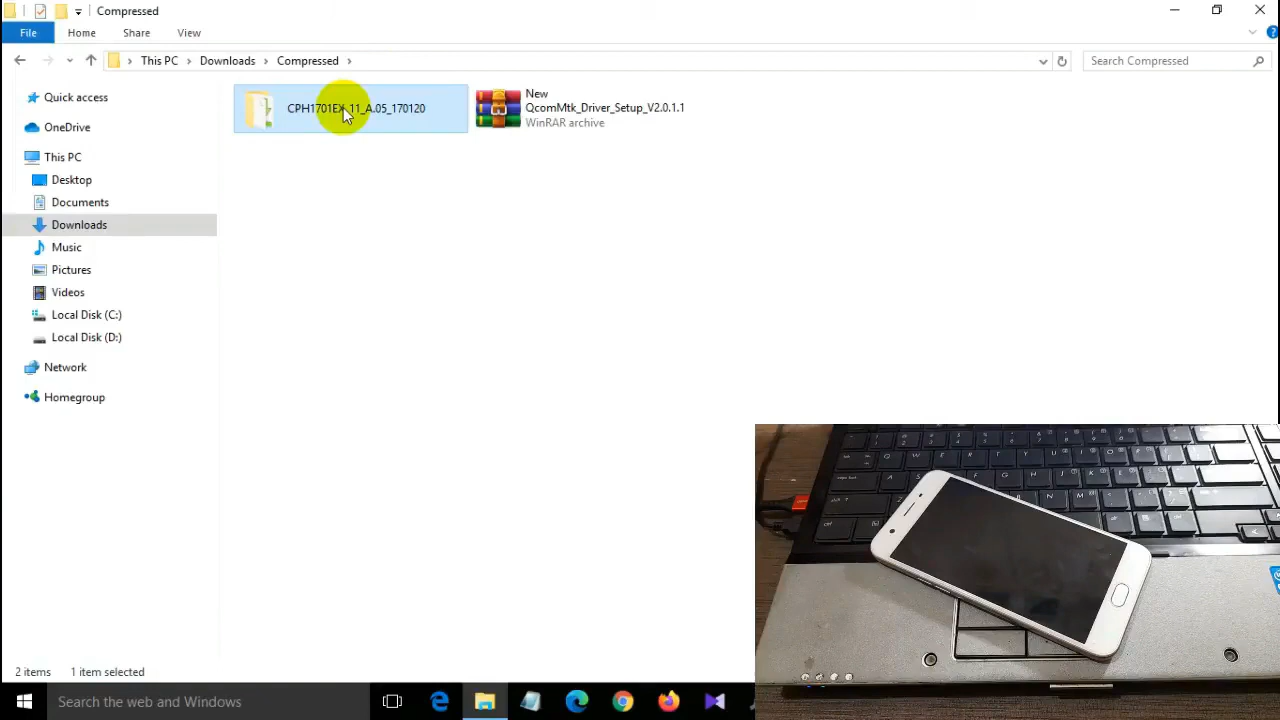 Compressed
File
Home
Share
View
This PC
Downloads
Compressed
Search Compressed
Quick access
OneDrive
This PC
Desktop
Documents
Downloads
Music
Pictures
Videos
Local Disk (C:)
Local Disk (D:)
Network
Homegroup
CPH1701EX_11_A.05_170120
New
QcomMtk_Driver_Setup_V2.0.1.1
WinRAR archive
2 items
1 item selected
Search the web and Windows